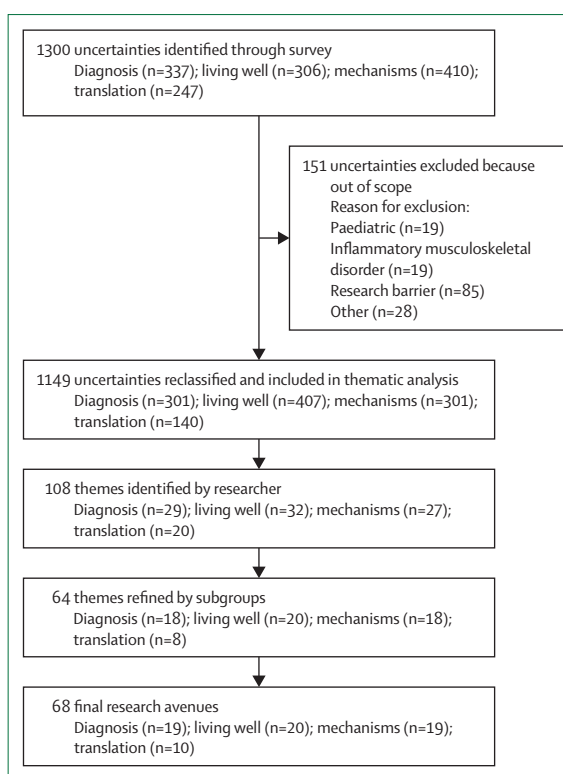 1300 uncertainties identified through survey
Diagnosis (n=337); living well (n=306); mechanisms (n=410);
translation (n=247)
151 uncertainties excluded because
out of scope
Reason for exclusion:
Paediatric (n=19)
Inflammatory musculoskeletal
disorder (n=19)
Research barrier (n=85)
Other (n=28)
1149 uncertainties reclassified and included in thematic analysis
Diagnosis (n=301); living well (n=407); mechanisms (n=301);
translation (n=140)
108 themes identified by researcher
Diagnosis (n=29); living well (n=32); mechanisms (n=27);
translation (n=20)
64 themes refined by subgroups
Diagnosis (n=18); living well (n=20); mechanisms (n=18);
translation (n=8)
68 final research avenues
Diagnosis (n=19); living well (n=20); mechanisms (n=19);
translation (n=10)